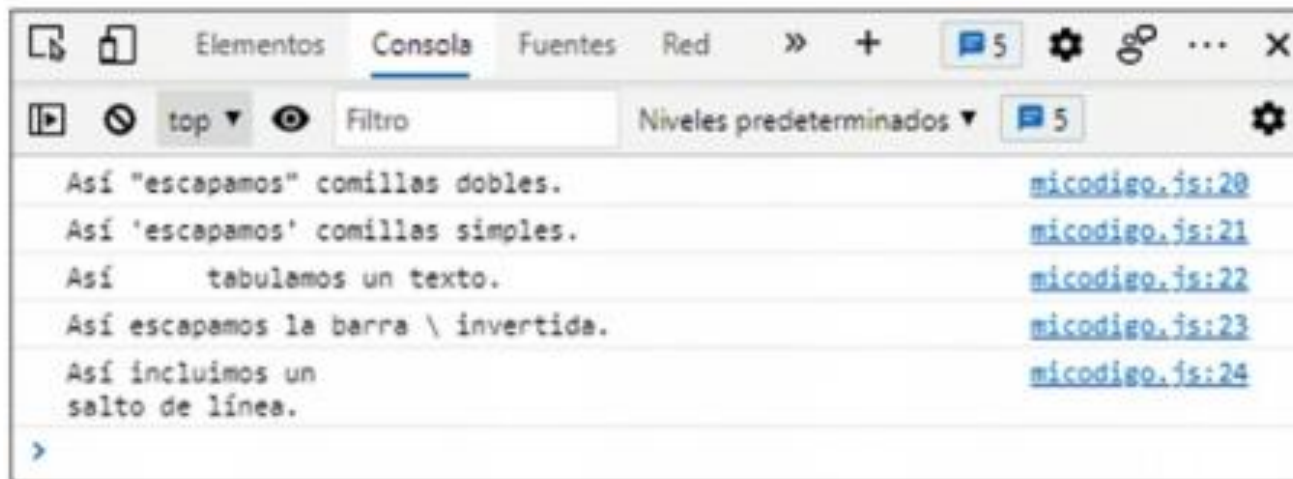 Elementos Consola Fuentes Red » + 5 ... ×
top ▼ Filtro Niveles predeterminados ▼ 5
Así "escapamos" comillas dobles. micodigo.js:20
Así 'escapamos' comillas simples. micodigo.js:21
Así     tabulamos un texto. micodigo.js:22
Así escapamos la barra \ invertida. micodigo.js:23
Así incluimos un micodigo.js:24
salto de línea.
>